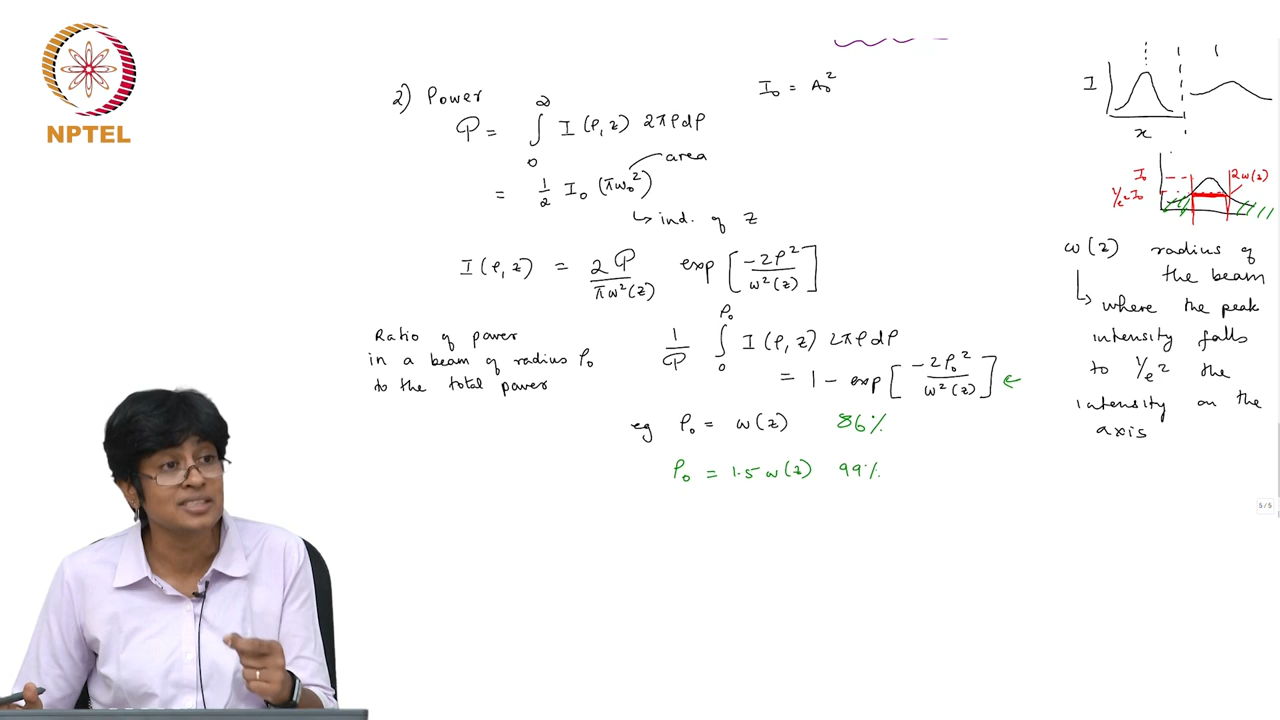 NPTEL
2) Power
I₀ = A₀²
P = ∫₀^∞ I(ρ,z) 2πρdρ
area
= 1/2 I₀ (πw₀²)
↳ ind. of z
I(ρ,z) = 2P/(πw²(z)) exp[-2ρ²/w²(z)]
Ratio of power
in a beam of radius ρ₀
to the total power
1/P ∫₀^ρ₀ I(ρ,z) 2πρdρ
= 1 - exp[-2ρ₀²/w²(z)] ←
eg ρ₀ = w(z) 86%
ρ₀ = 1.5w(z) 99%
I
x
I₀
1/e² I₀
2w(z)
w(z) radius of
the beam
↳ where the peak
intensity falls
to 1/e² the
intensity on the
axis
5/5